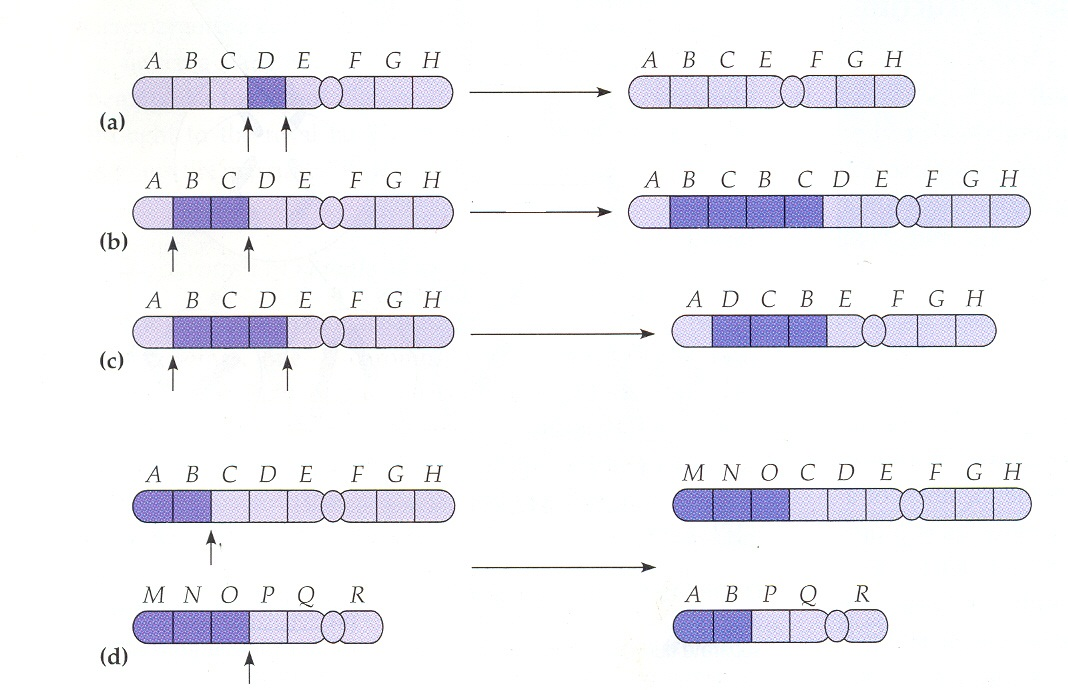 A B C D E F G H A B C E F G H
(a)
A B C D E F G H A B C B C D E F G H
(b)
A B C D E F G H A D C B E F G H
(c)
A B C D E F G H M N O C D E F G H
M N O P Q R A B P Q R
(d)